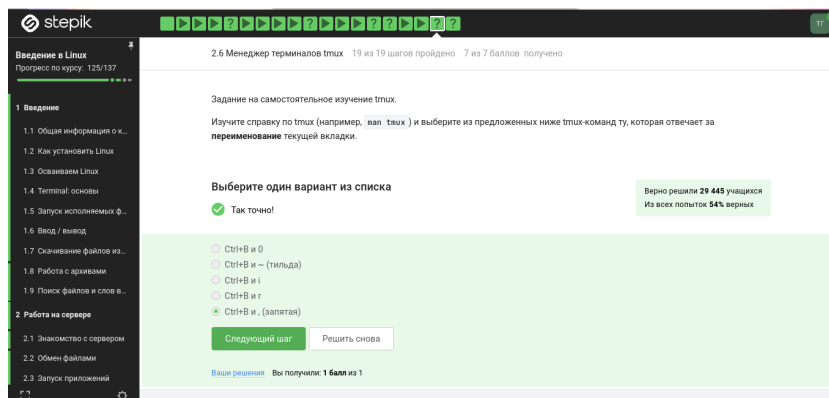 stepik
ТГ
Введение в Linux
Прогресс по курсу: 125/137
2.6 Менеджер терминалов tmux 19 из 19 шагов пройдено 7 из 7 баллов получено
1 Введение
1.1 Общая информация о к...
1.2 Как установить Linux
1.3 Осваиваем Linux
1.4 Terminal: основы
1.5 Запуск исполняемых ф...
1.6 Ввод / вывод
1.7 Скачивание файлов из...
1.8 Работа с архивами
1.9 Поиск файлов и слов в...
2 Работа на сервере
2.1 Знакомство с сервером
2.2 Обмен файлами
2.3 Запуск приложений
Задание на самостоятельное изучение tmux.
Изучите справку по tmux (например, man tmux ) и выберите из предложенных ниже tmux-команд ту, которая отвечает за
переименование текущей вкладки.
Выберите один вариант из списка
Так точно!
Верно решили 29 445 учащихся
Из всех попыток 54% верных
Ctrl+B и 0
Ctrl+B и ~ (тильда)
Ctrl+B и i
Ctrl+B и r
Ctrl+B и , (запятая)
Следующий шаг Решить снова
Ваши решения Вы получили: 1 балл из 1